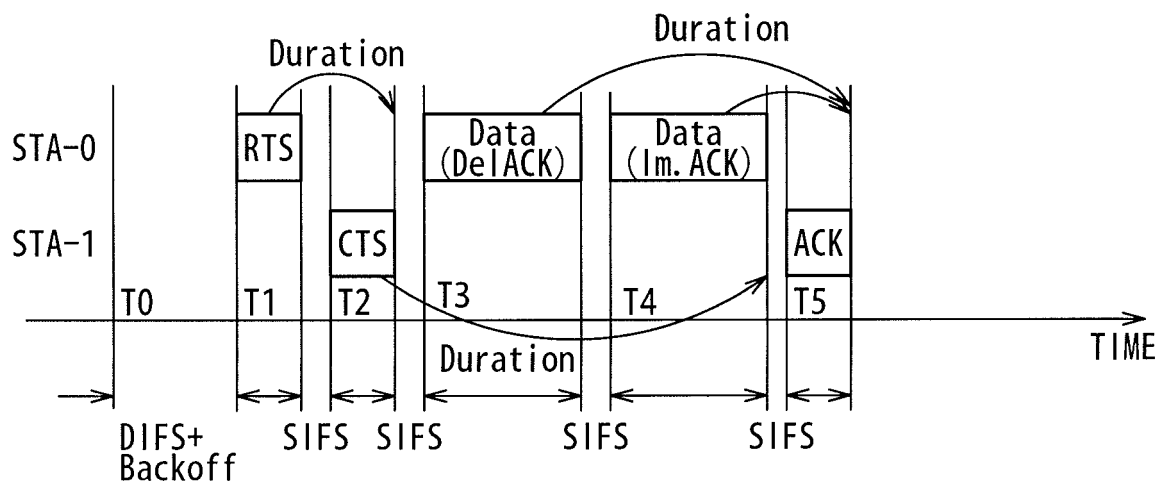 Duration
Duration
STA-0
RTS
Data
(DelACK)
Data
(Im.ACK)
STA-1
CTS
ACK
T0
T1
T2
T3
T4
T5
Duration
TIME
DIFS+
Backoff
SIFS
SIFS
SIFS
SIFS